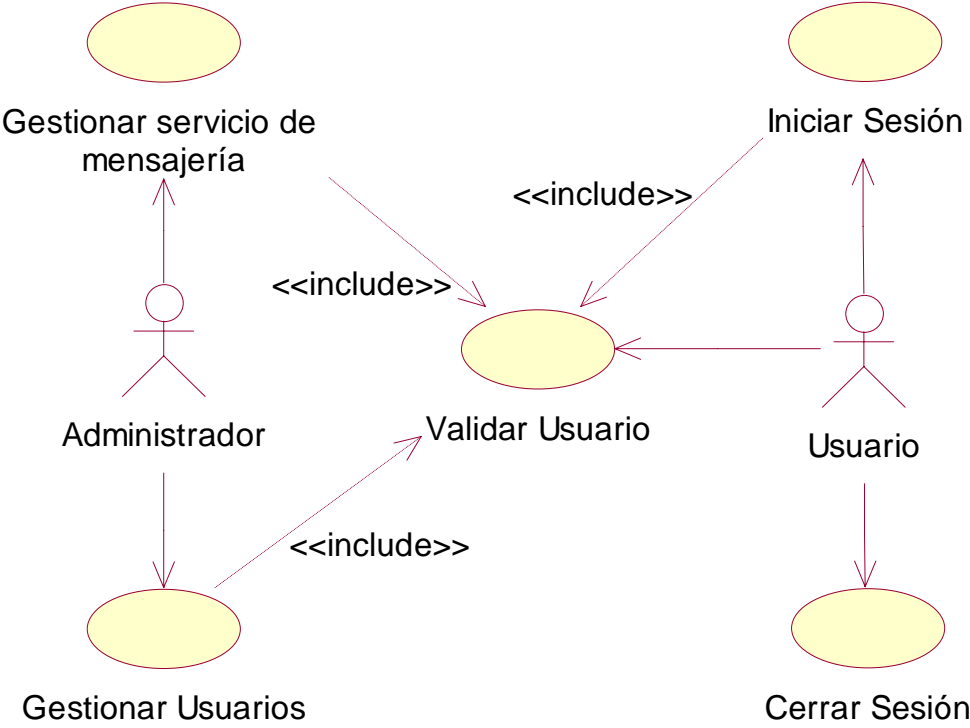 Gestionar servicio de
mensajería
Iniciar Sesión
<<include>>
<<include>>
Administrador
Validar Usuario
Usuario
<<include>>
Gestionar Usuarios
Cerrar Sesión